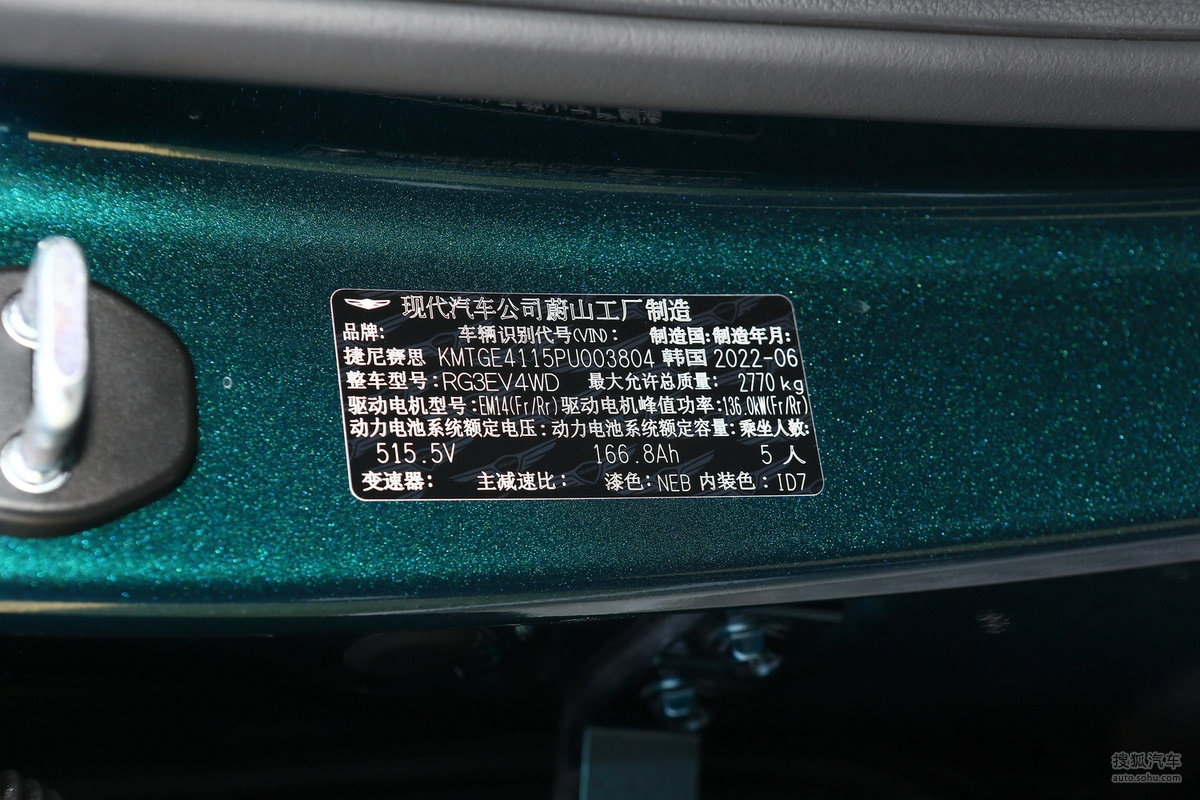 现代汽车公司蔚山工厂制造
品牌: 车辆识别代号(VIN): 制造国:制造年月:
捷尼赛思 KMTGE4115PU003804 韩国 2022-06
整车型号:RG3EV4WD 最大允许总质量: 2770 kg
驱动电机型号:EM14(Fr/Rr)驱动电机峰值功率:136.0kW(Fr/Rr)
动力电池系统额定电压:动力电池系统额定容量:乘坐人数:
515.5V 166.8Ah 5 人
变速器: 主减速比: 漆色:NEB 内装色:ID7
搜狐汽车
auto.sohu.com